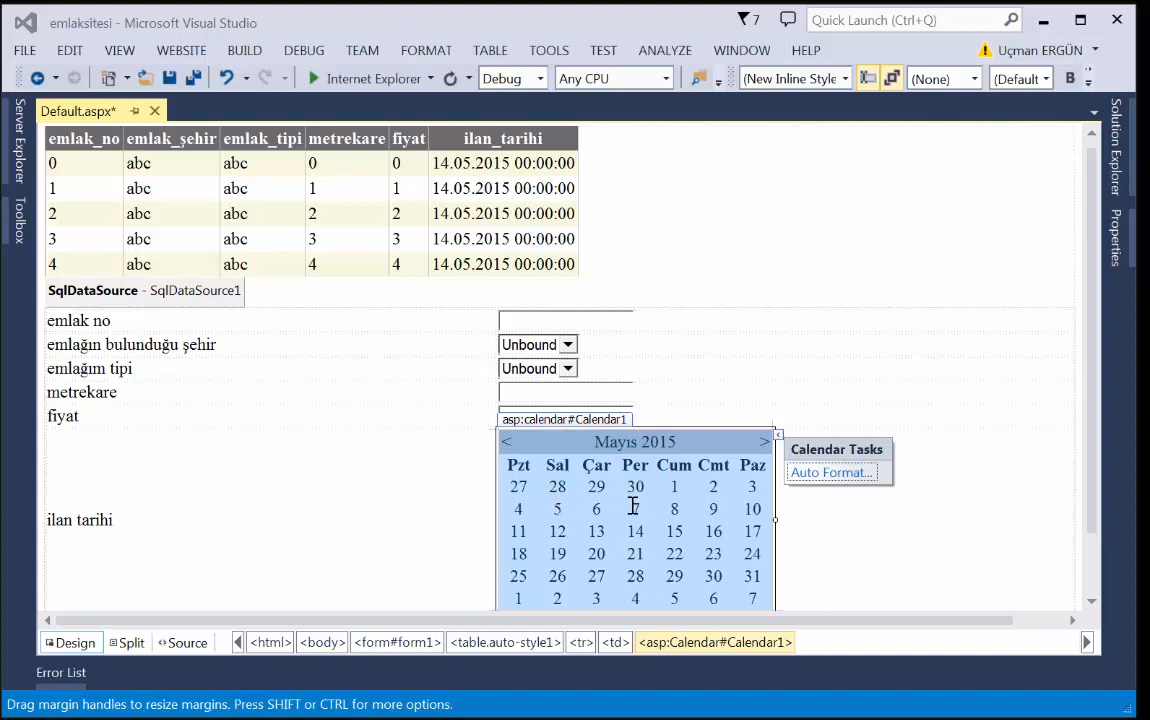 emlaksitesi - Microsoft Visual Studio
7
Quick Launch (Ctrl+Q)
FILE EDIT VIEW WEBSITE BUILD DEBUG TEAM FORMAT TABLE TOOLS TEST ANALYZE WINDOW HELP
Uçman ERGÜN
Internet Explorer Debug Any CPU (New Inline Style (None) (Default B
Server Explorer
Toolbox
Default.aspx*
Solution Explorer
Properties
emlak_no emlak_şehir emlak_tipi metrekare fiyat ilan_tarihi
0 abc abc 0 0 14.05.2015 00:00:00
1 abc abc 1 1 14.05.2015 00:00:00
2 abc abc 2 2 14.05.2015 00:00:00
3 abc abc 3 3 14.05.2015 00:00:00
4 abc abc 4 4 14.05.2015 00:00:00
SqlDataSource - SqlDataSource1
emlak no
emlağın bulunduğu şehir Unbound
emlağım tipi Unbound
metrekare
fiyat
asp:calendar#Calendar1
< Mayıs 2015 >
Calendar Tasks
Auto Format...
Pzt Sal Çar Per Cum Cmt Paz
27 28 29 30 1 2 3
4 5 6 7 8 9 10
11 12 13 14 15 16 17
18 19 20 21 22 23 24
25 26 27 28 29 30 31
1 2 3 4 5 6 7
ilan tarihi
Design Split Source <html> <body> <form#form1> <table.auto-style1> <tr> <td> <asp:Calendar#Calendar1>
Error List
Drag margin handles to resize margins. Press SHIFT or CTRL for more options.